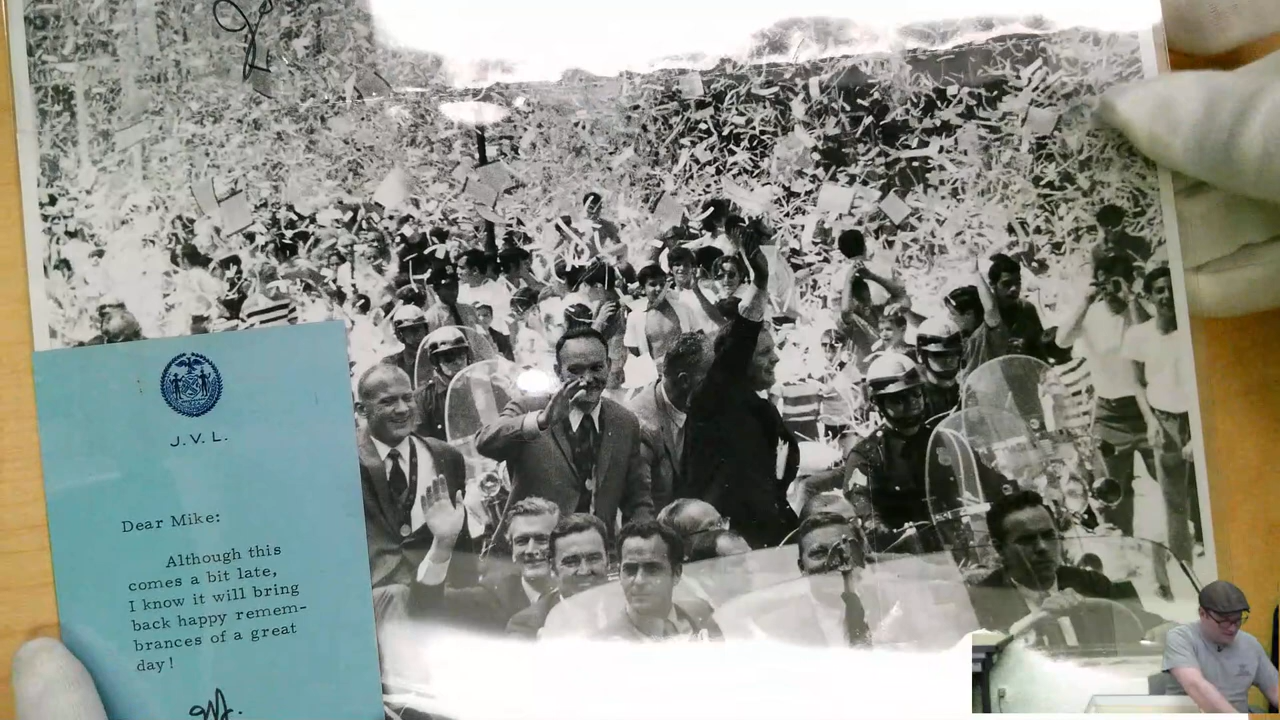 J.V.L.
Dear Mike:
Although this
comes a bit late,
I know it will bring
back happy remem-
brances of a great
day!